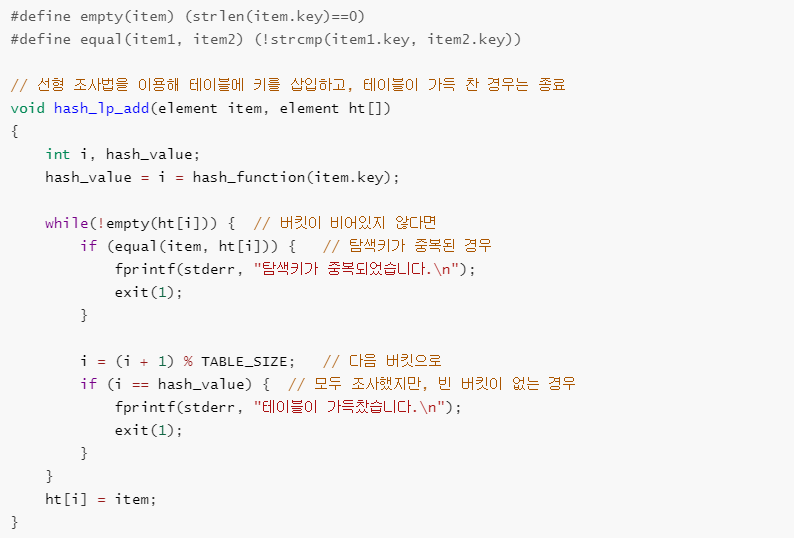 #define empty(item) (strlen(item.key)==0)
#define equal(item1, item2) (!strcmp(item1.key, item2.key))
// 선형 조사법을 이용해 테이블에 키를 삽입하고, 테이블이 가득 찬 경우는 종료
void hash_lp_add(element item, element ht[])
{
    int i, hash_value;
    hash_value = i = hash_function(item.key);
    while(!empty(ht[i])) {  // 버킷이 비어있지 않다면
        if (equal(item, ht[i])) {   // 탐색키가 중복된 경우
            fprintf(stderr, "탐색키가 중복되었습니다.\n");
            exit(1);
        }
        i = (i + 1) % TABLE_SIZE;   // 다음 버킷으로
        if (i == hash_value) {  // 모두 조사했지만, 빈 버킷이 없는 경우
            fprintf(stderr, "테이블이 가득찼습니다.\n");
            exit(1);
        }
    }
    ht[i] = item;
}